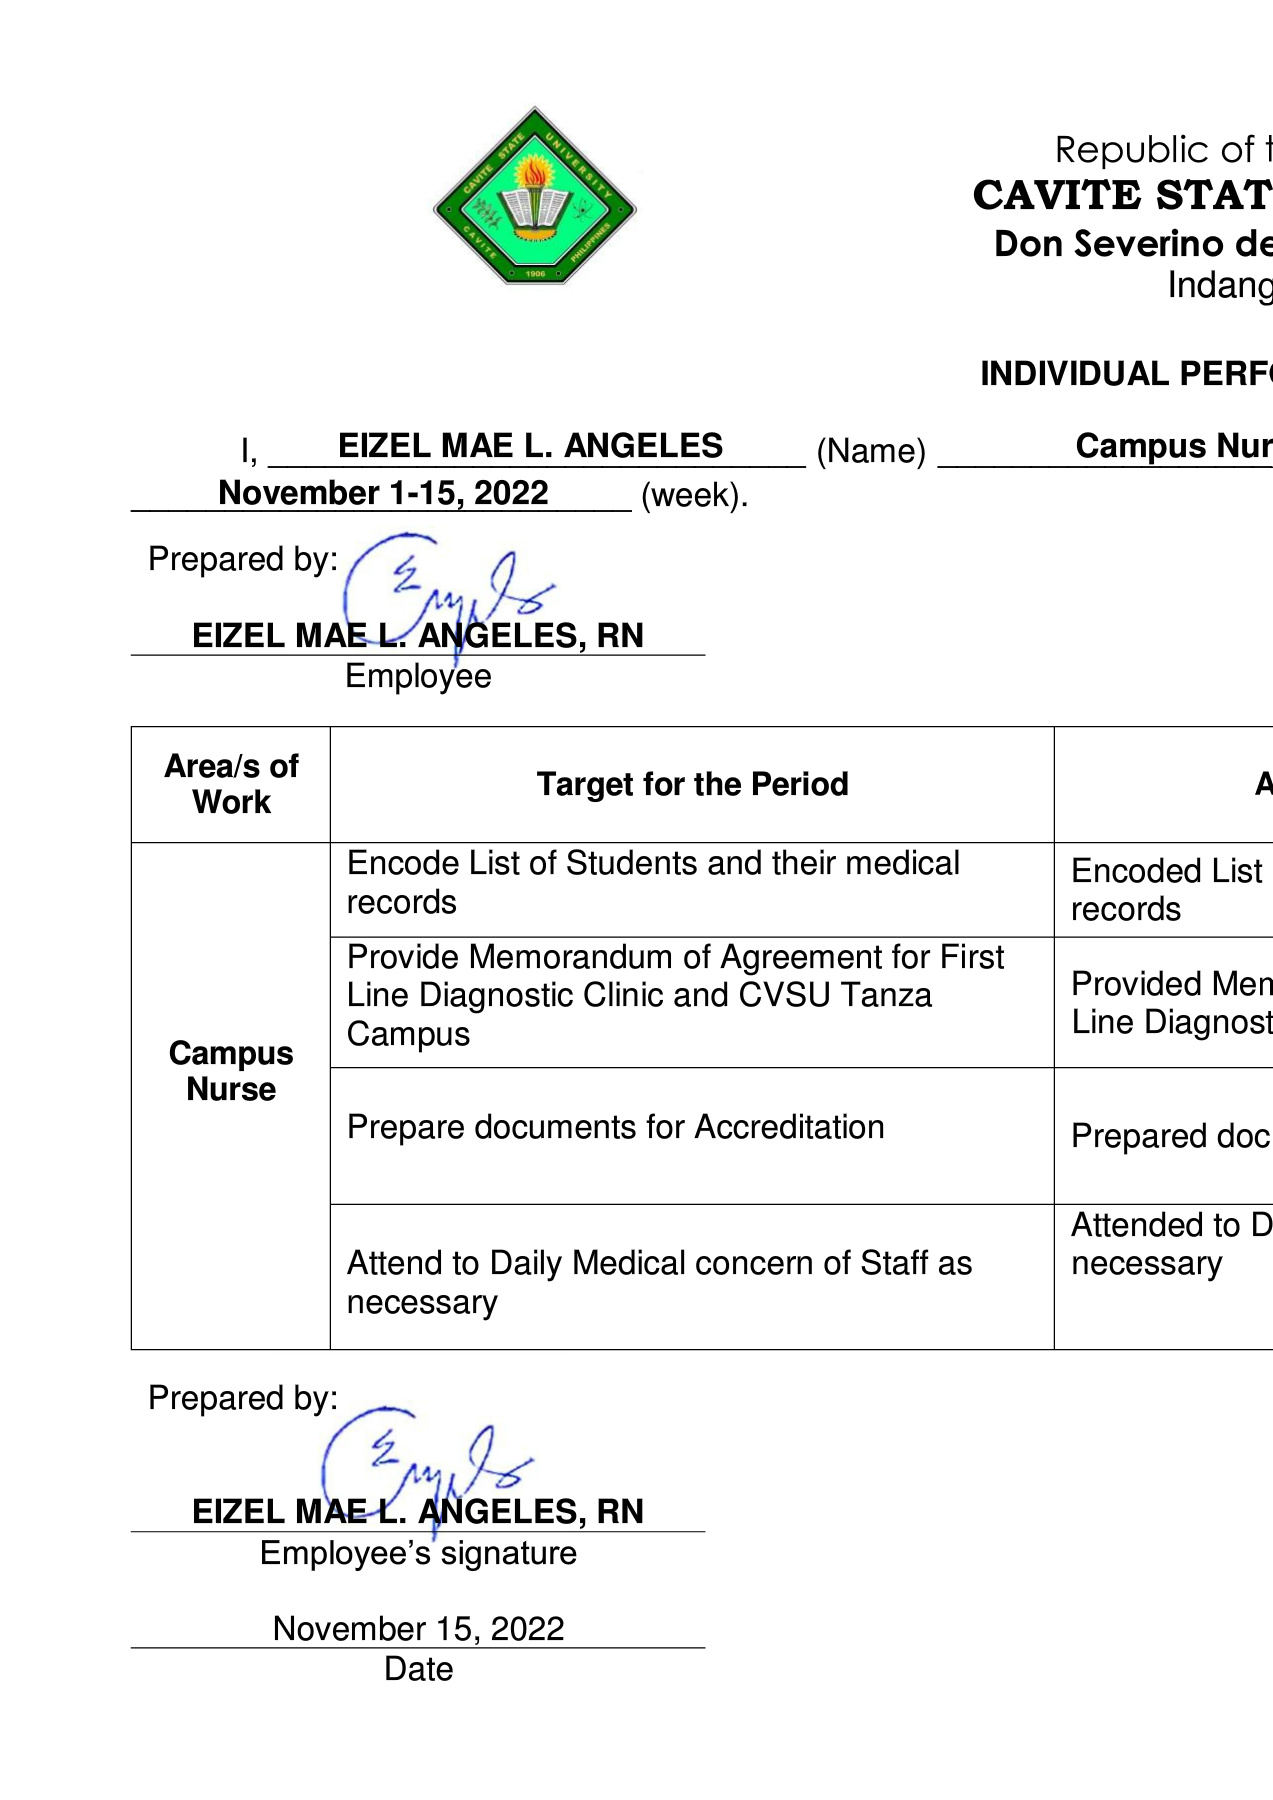 CAVITE STATE UNIVERSITY
CAVITE PHILIPPINES
1906
Republic of t
CAVITE STAT
Don Severino de
Indang
INDIVIDUAL PERFO
I, EIZEL MAE L. ANGELES (Name) Campus Nur
November 1-15, 2022 (week).
Prepared by:
EIZEL MAE L. ANGELES, RN
Employee
Area/s of
Work
Target for the Period
A
Campus
Nurse
Encode List of Students and their medical
records
Encoded List
records
Provide Memorandum of Agreement for First
Line Diagnostic Clinic and CVSU Tanza
Campus
Provided Mem
Line Diagnost
Prepare documents for Accreditation
Prepared doc
Attend to Daily Medical concern of Staff as
necessary
Attended to D
necessary
Prepared by:
EIZEL MAE L. ANGELES, RN
Employee’s signature
November 15, 2022
Date